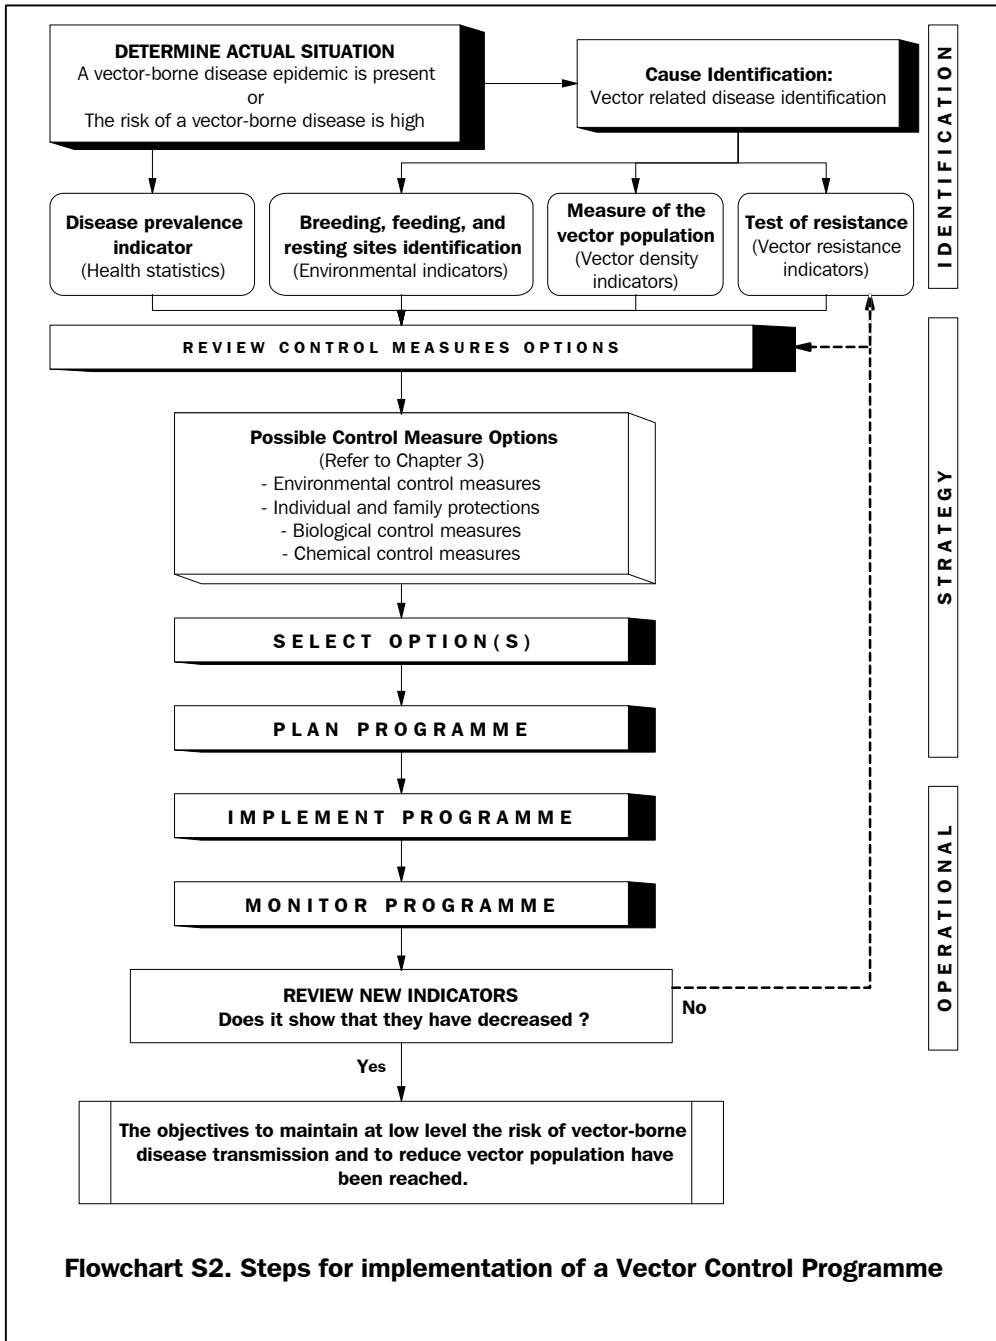 DETERMINE ACTUAL SITUATION
A vector-borne disease epidemic is present
or
The risk of a vector-borne disease is high
Cause Identification:
Vector related disease identification
IDENTIFICATION
Disease prevalence
indicator
(Health statistics)
Breeding, feeding, and
resting sites identification
(Environmental indicators)
Measure of the
vector population
(Vector density
indicators)
Test of resistance
(Vector resistance
indicators)
REVIEW CONTROL MEASURES OPTIONS
Possible Control Measure Options
(Refer to Chapter 3)
- Environmental control measures
- Individual and family protections
- Biological control measures
- Chemical control measures
STRATEGY
SELECT OPTION(S)
PLAN PROGRAMME
IMPLEMENT PROGRAMME
MONITOR PROGRAMME
OPERATIONAL
REVIEW NEW INDICATORS
Does it show that they have decreased ?
No
Yes
The objectives to maintain at low level the risk of vector-borne
disease transmission and to reduce vector population have
been reached.
Flowchart S2. Steps for implementation of a Vector Control Programme